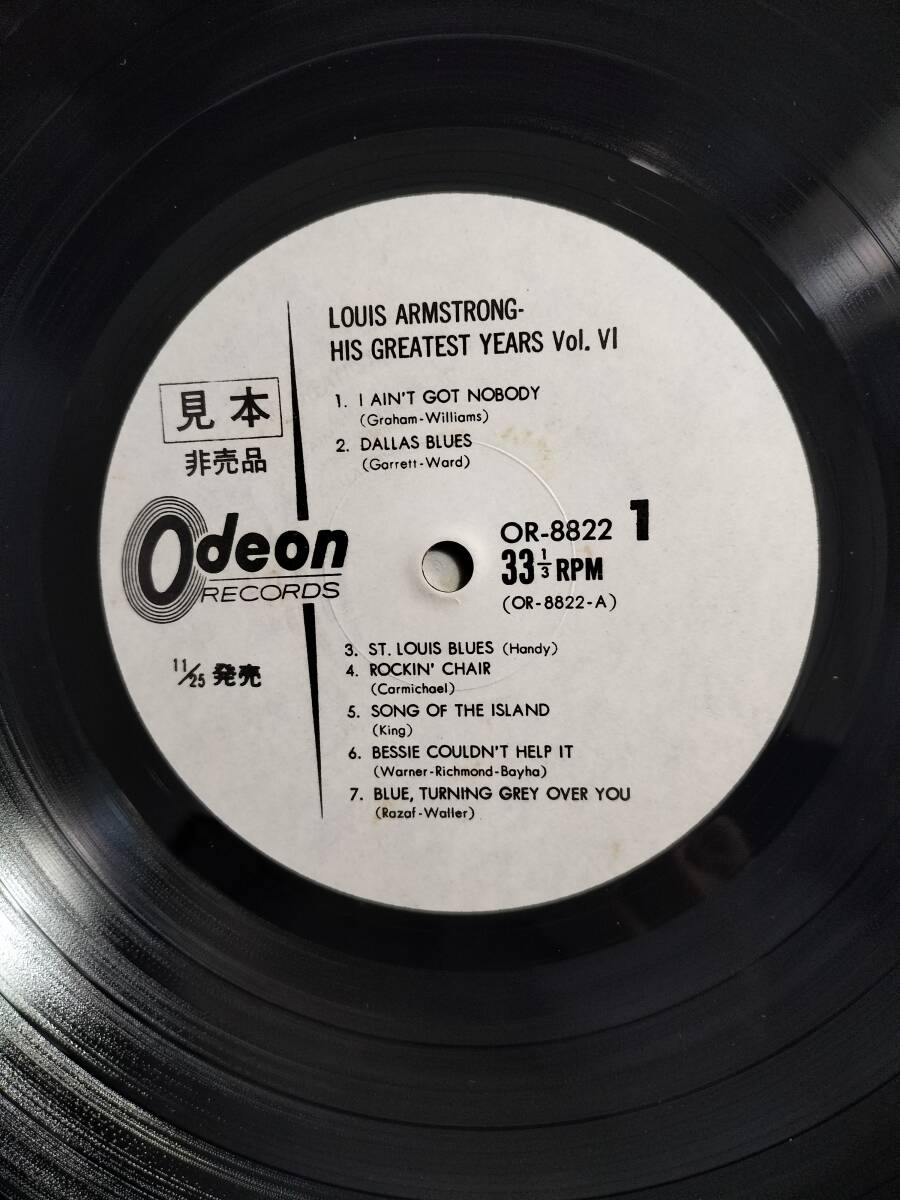 LOUIS ARMSTRONG-
HIS GREATEST YEARS Vol. VI
1. I AIN'T GOT NOBODY
(Graham-Williams)
2. DALLAS BLUES
(Garrett-Ward)
見本
非売品
Odeon
RECORDS
OR-8822 1
33 1/3 RPM
(OR-8822-A)
11/25 発売
3. ST. LOUIS BLUES (Handy)
4. ROCKIN' CHAIR
(Carmichael)
5. SONG OF THE ISLAND
(King)
6. BESSIE COULDN'T HELP IT
(Warner-Richmond-Bayha)
7. BLUE, TURNING GREY OVER YOU
(Razaf-Waller)